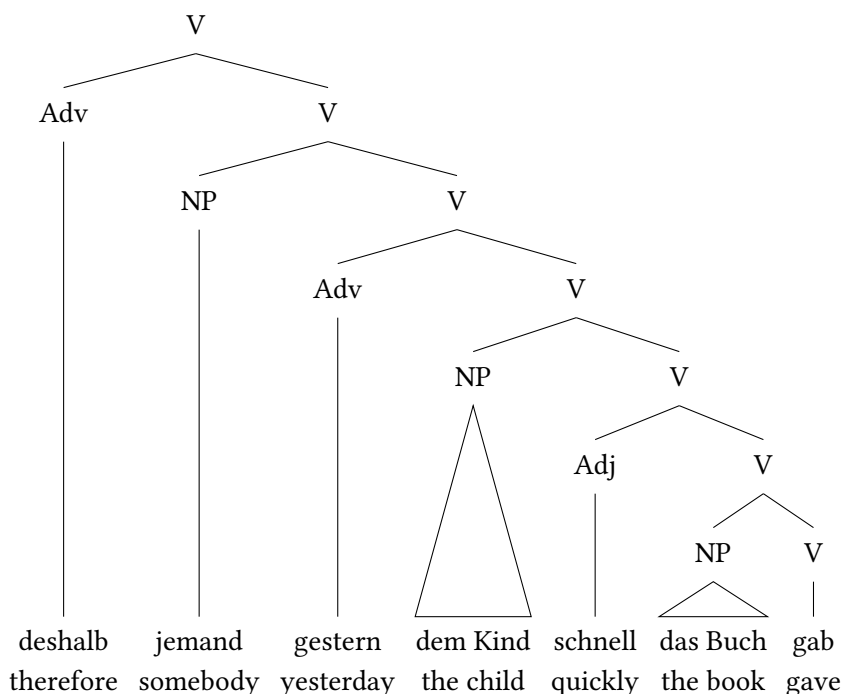 V
Adv V
NP V
Adv V
NP V
Adj V
NP V
deshalb jemand gestern dem Kind schnell das Buch gab
therefore somebody yesterday the child quickly the book gave